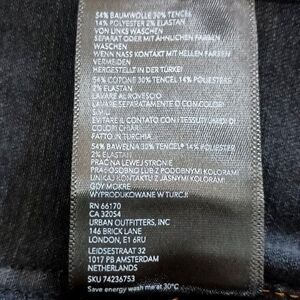 54% BAUMWOLLE 30% TENCEL
14% POLYESTER 2% ELASTAN
VON LINKS WASCHEN
SEPARAT ODER MIT ÄHNLICHEN FARBEN
WASCHEN
WENN NASS KONTAKT MIT HELLEN FARBEN
VERMEIDEN
HERGESTELLT IN DER TÜRKEI
54% COTONE 30% TENCEL 14% POLIESTERE
2% ELASTAN
LAVARE AL ROVESCIO
LAVARE SEPARATAMENTE O CON COLORI
SIMILI
EVITARE IL CONTATTO CON I TESSUTI UMIDI DI
COLORI CHIARI
FATTO IN TURCHIA
54% BAWEŁNA 30% TENCEL® 14% POLIESTER
2% ELASTAN
PRAĆ NA LEWEJ STRONIE
PRAĆ OSOBNO LUB Z PODOBNYMI KOLORAMI
UNIKAJ KONTAKTU Z JASNYMI KOLORAMI
GDY MOKRE
WYPRODUKOWANE W TURCJI
RN 66170
CA 32054
URBAN OUTFITTERS, INC
146 BRICK LANE
LONDON, E1 6RU
LEIDSESTRAAT 32
1017 PB AMSTERDAM
NETHERLANDS
SKU 74236753
Save energy wash me at 30°C